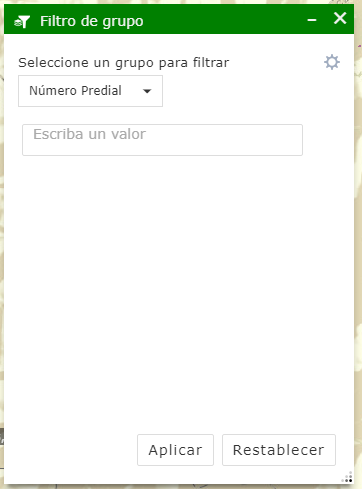 Filtro de grupo
Seleccione un grupo para filtrar
Número Predial
Escriba un valor
Aplicar
Restablecer